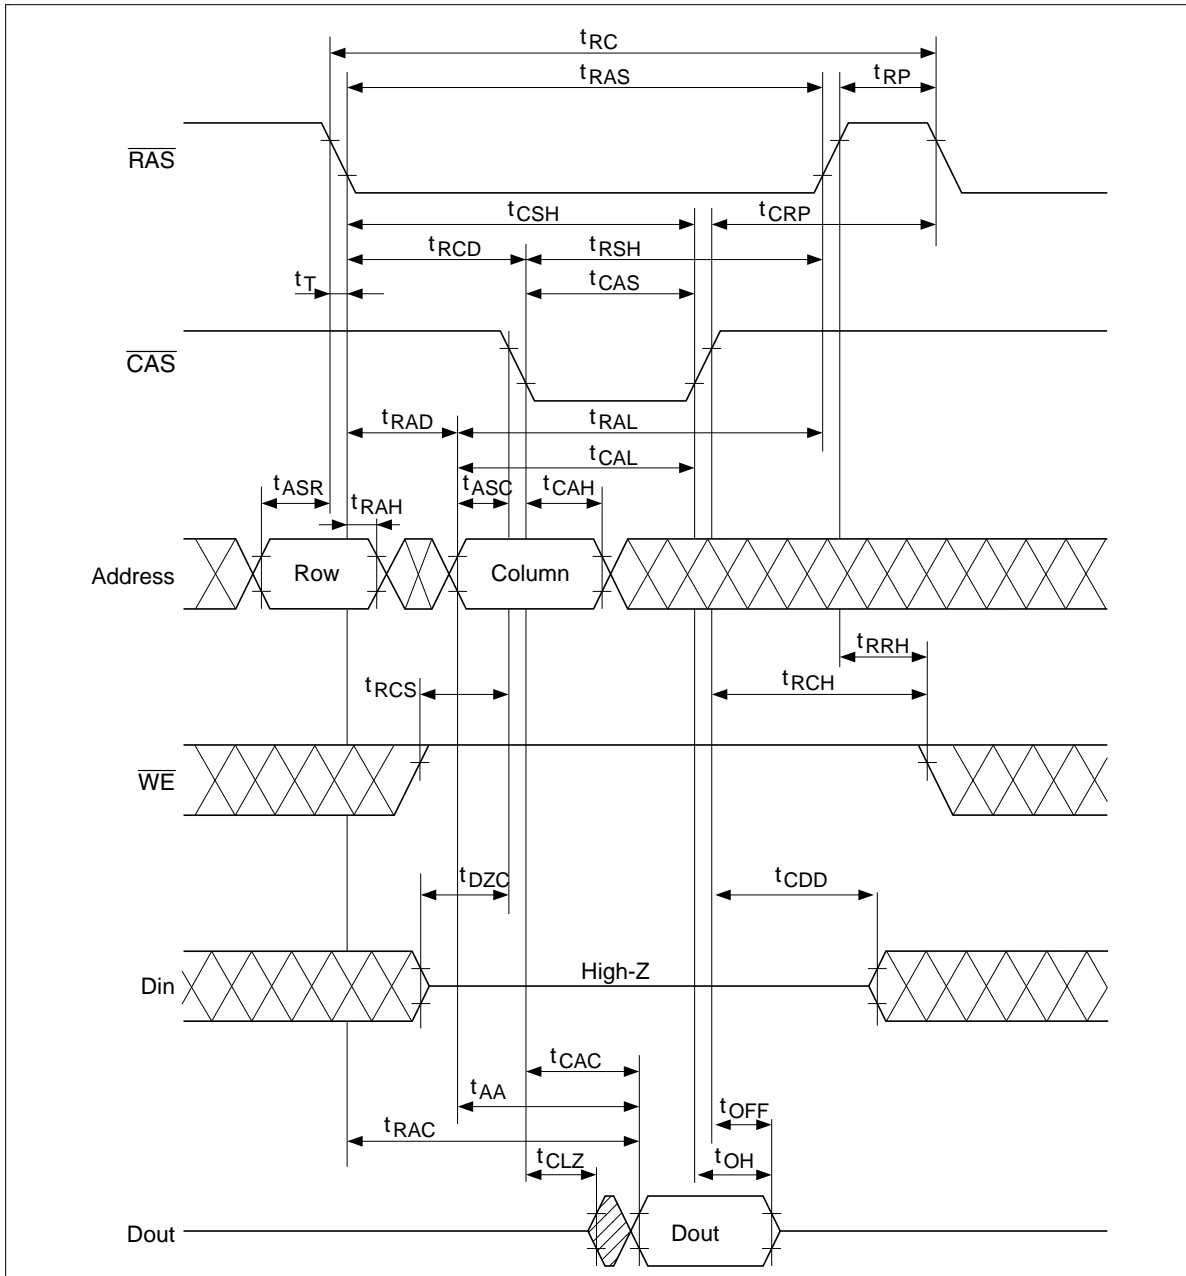 tRC
tRAS
tRP
RAS
tCSH
tCRP
tRCD
tRSH
tT
tCAS
CAS
tRAD
tRAL
tCAL
tASR
tASC
tCAH
tRAH
Address
Row
Column
tRRH
tRCS
tRCH
WE
tDZC
tCDD
Din
High-Z
tCAC
tAA
tOFF
tRAC
tCLZ
tOH
Dout
Dout